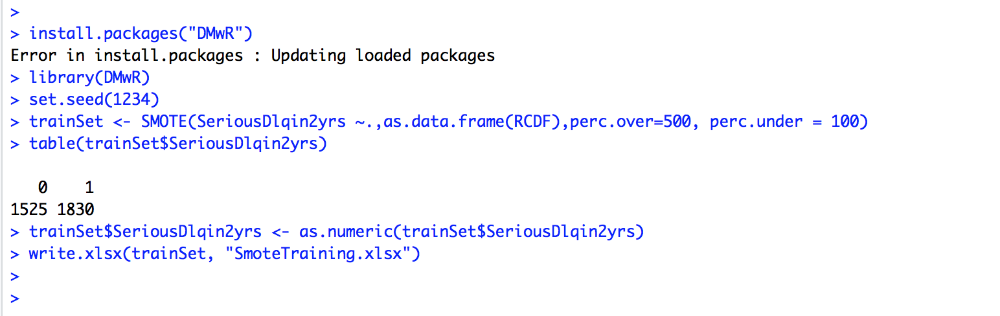 >
> install.packages("DMwR")
Error in install.packages : Updating loaded packages
> library(DMwR)
> set.seed(1234)
> trainSet <- SMOTE(SeriousDlqin2yrs ~.,as.data.frame(RCDF),perc.over=500, perc.under = 100)
> table(trainSet$SeriousDlqin2yrs)
0 1
1525 1830
> trainSet$SeriousDlqin2yrs <- as.numeric(trainSet$SeriousDlqin2yrs)
> write.xlsx(trainSet, "SmoteTraining.xlsx")
>
>